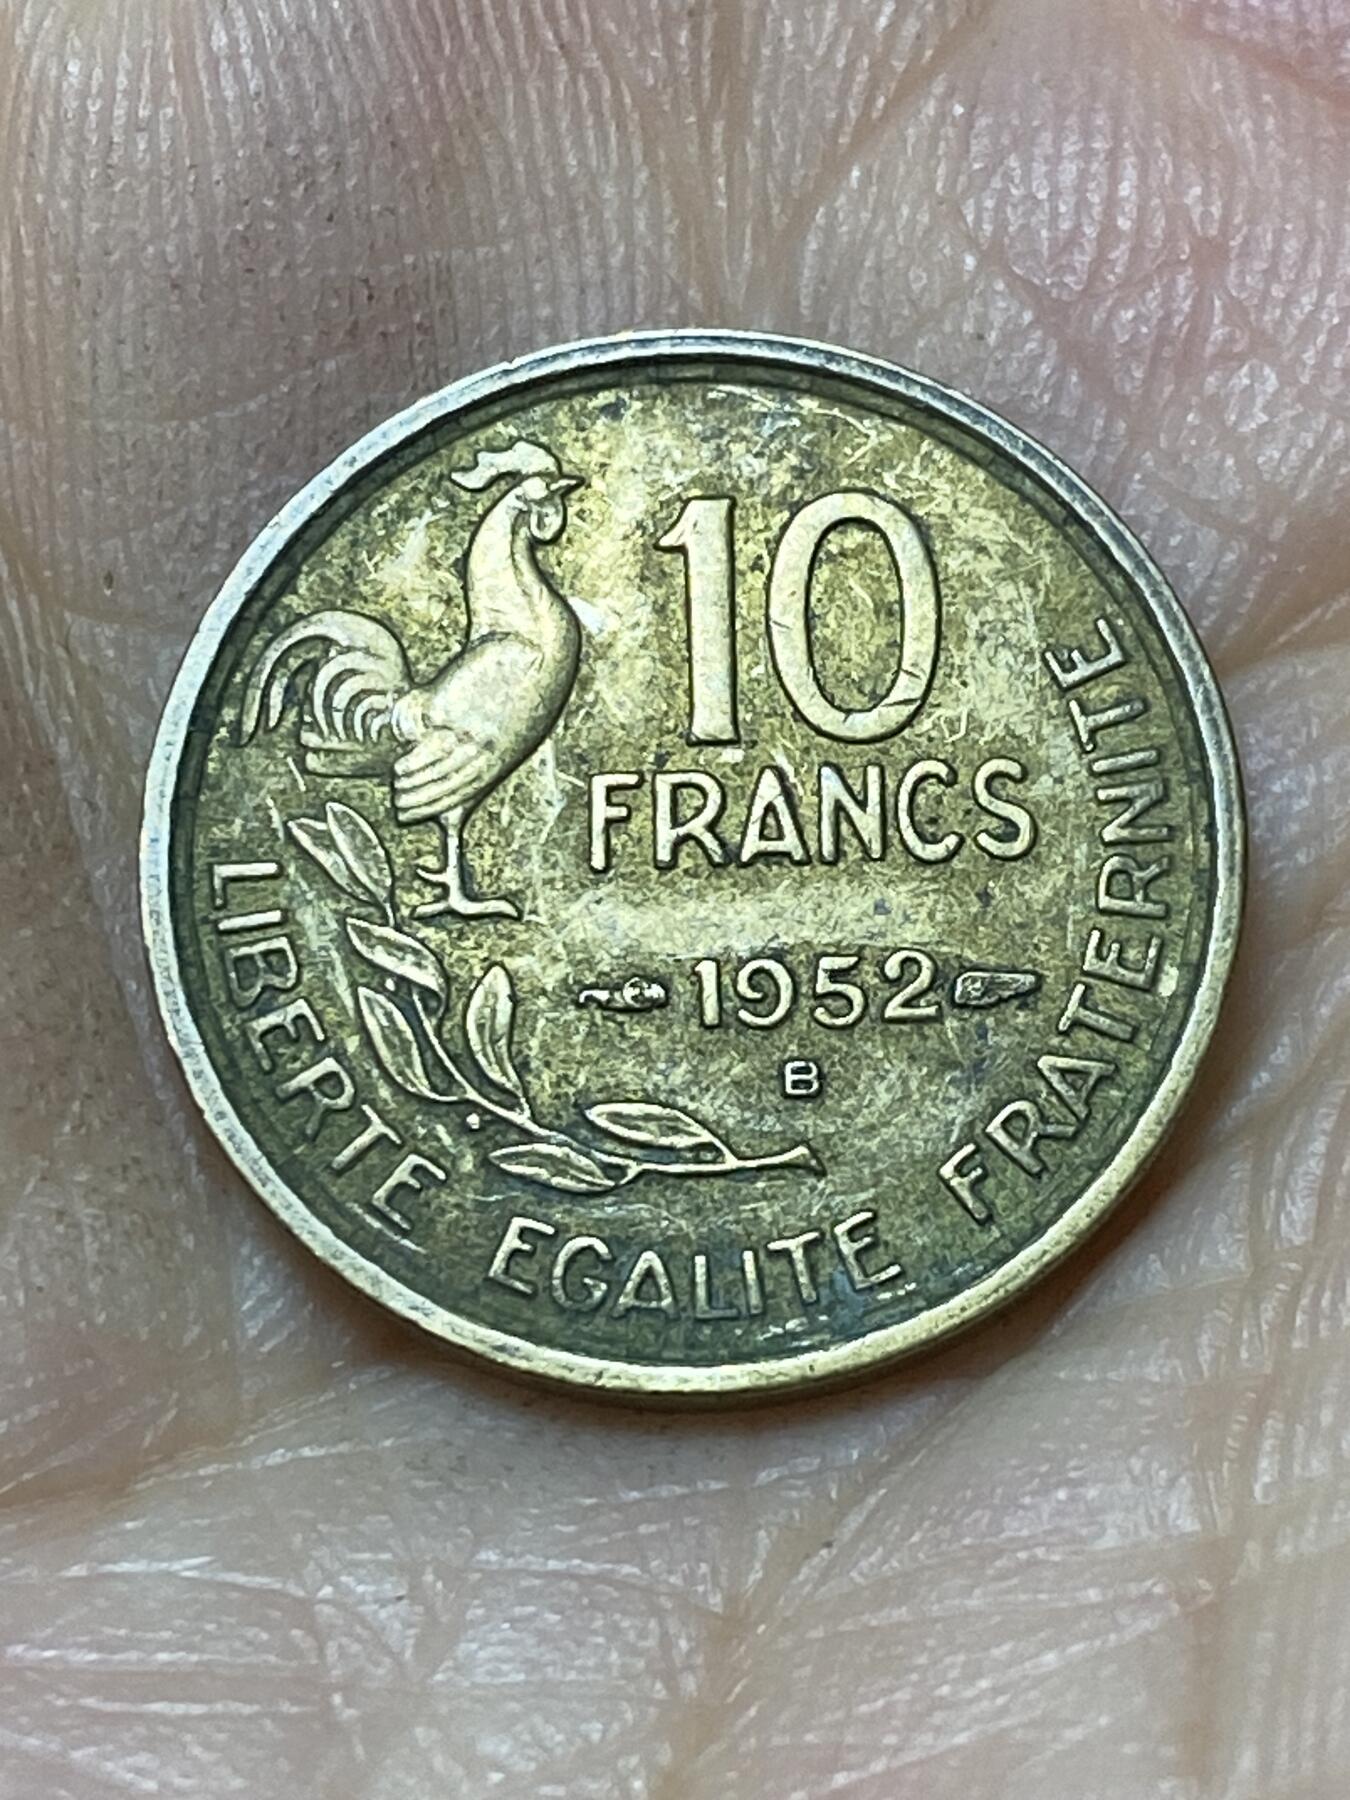 10
FRANCS
1952
B
LIBERTE EGALITE FRATERNITE